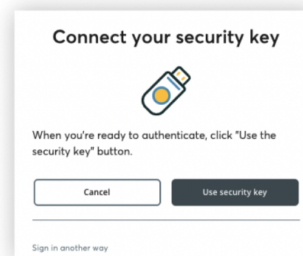 Connect your security key
When you're ready to authenticate, click "Use the
security key" button.
Cancel
Use security key
Sign in another way